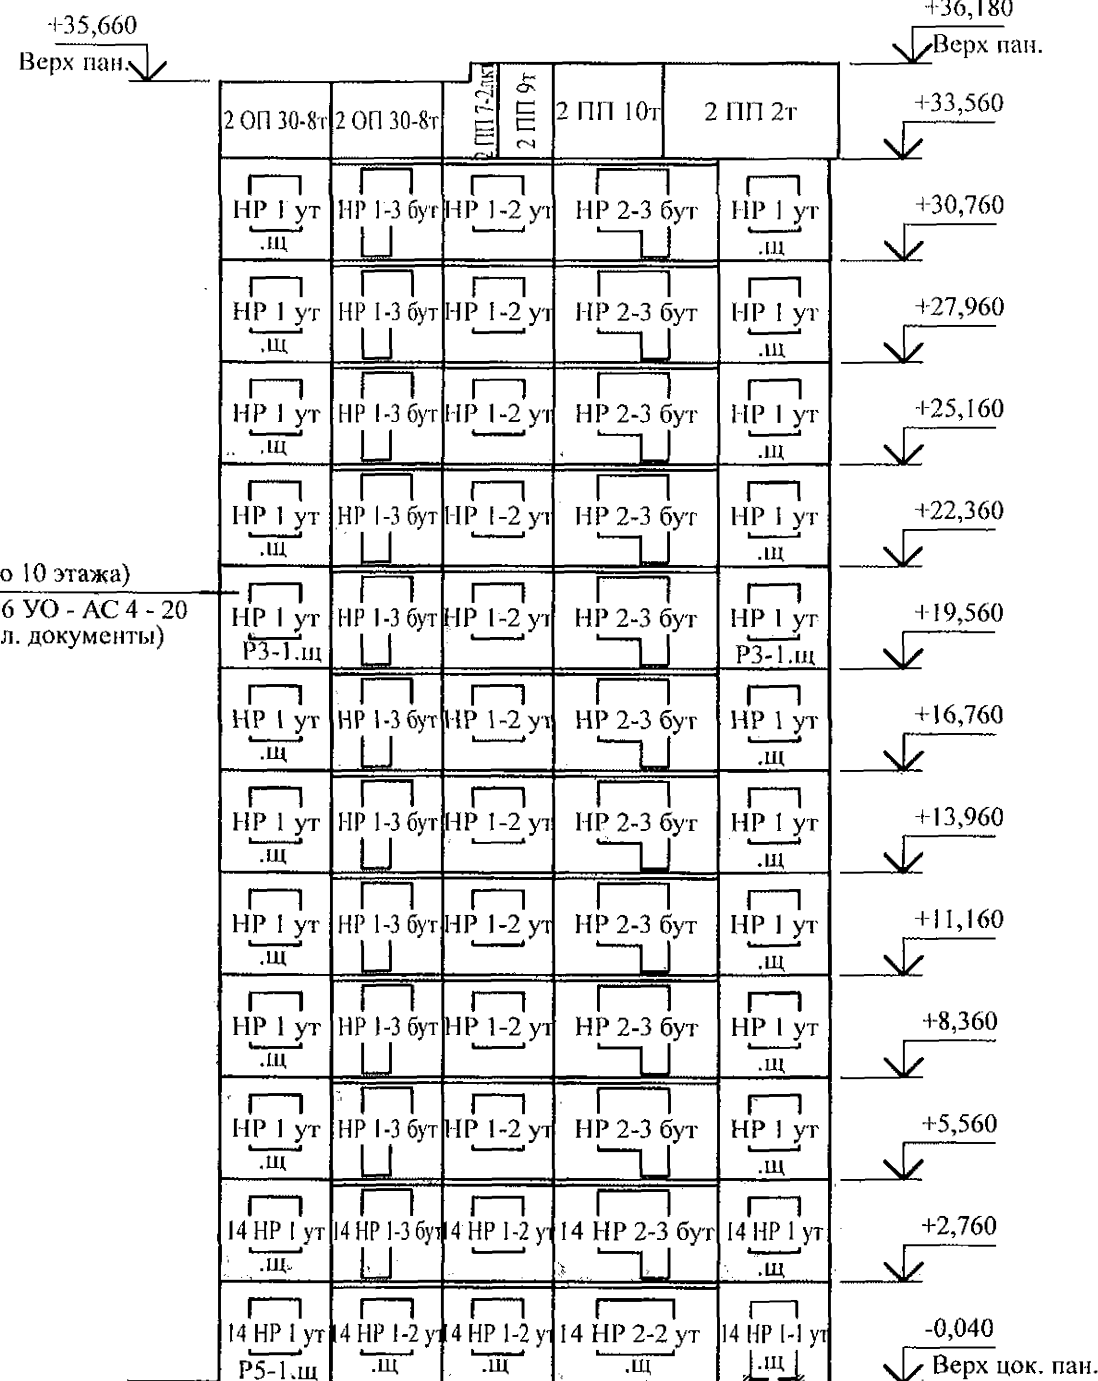 +35,660
Верх пан.
+36,180
Верх пан.
2 ОП 30-8т 2 ОП 30-8т 2 ПП 9т 2 ПП 10т 2 ПП 2т
+33,560
НР 1 ут НР 1-3 бут НР 1-2 ут НР 2-3 бут НР 1 ут
.щ .щ
+30,760
НР 1 ут НР 1-3 бут НР 1-2 ут НР 2-3 бут НР 1 ут
.щ .щ
+27,960
НР 1 ут НР 1-3 бут НР 1-2 ут НР 2-3 бут НР 1 ут
.щ .щ
+25,160
НР 1 ут НР 1-3 бут НР 1-2 ут НР 2-3 бут НР 1 ут
.щ .щ
+22,360
о 10 этажа)
6 УО - АС 4 - 20
л. документы)
НР 1 ут НР 1-3 бут НР 1-2 ут НР 2-3 бут НР 1 ут
Р3-1.щ Р3-1.щ
+19,560
НР 1 ут НР 1-3 бут НР 1-2 ут НР 2-3 бут НР 1 ут
.щ .щ
+16,760
НР 1 ут НР 1-3 бут НР 1-2 ут НР 2-3 бут НР 1 ут
.щ .щ
+13,960
НР 1 ут НР 1-3 бут НР 1-2 ут НР 2-3 бут НР 1 ут
.щ .щ
+11,160
НР 1 ут НР 1-3 бут НР 1-2 ут НР 2-3 бут НР 1 ут
.щ .щ
+8,360
НР 1 ут НР 1-3 бут НР 1-2 ут НР 2-3 бут НР 1 ут
.щ .щ
+5,560
14 НР 1 ут 14 НР 1-3 бут 14 НР 1-2 ут 14 НР 2-3 бут 14 НР 1 ут
.щ .щ
+2,760
14 НР 1 ут 14 НР 1-2 ут 14 НР 1-2 ут 14 НР 2-2 ут 14 НР 1-1 ут
Р5-1.щ .щ .щ .щ .щ
-0,040
Верх цок. пан.